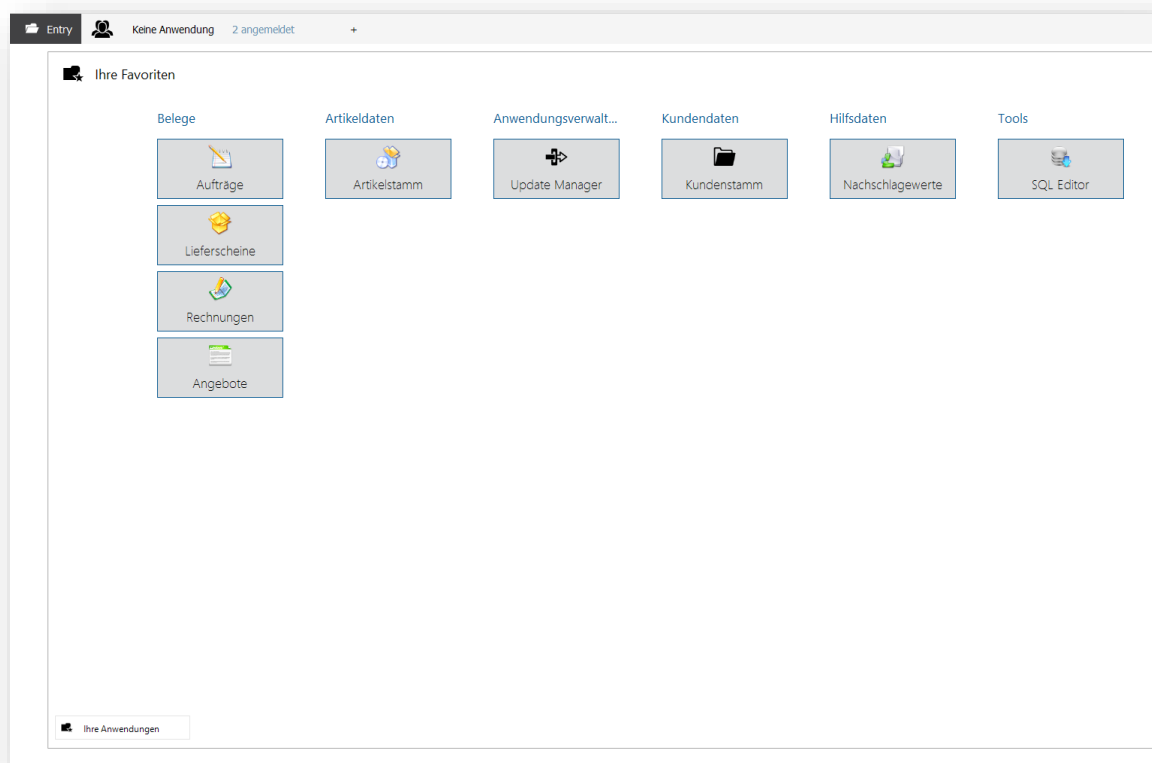 Entry
Keine Anwendung
2 angemeldet
+
Ihre Favoriten
Belege
Artikeldaten
Anwendungsverwalt...
Kundendaten
Hilfsdaten
Tools
Aufträge
Artikelstamm
Update Manager
Kundenstamm
Nachschlagewerte
SQL Editor
Lieferscheine
Rechnungen
Angebote
Ihre Anwendungen